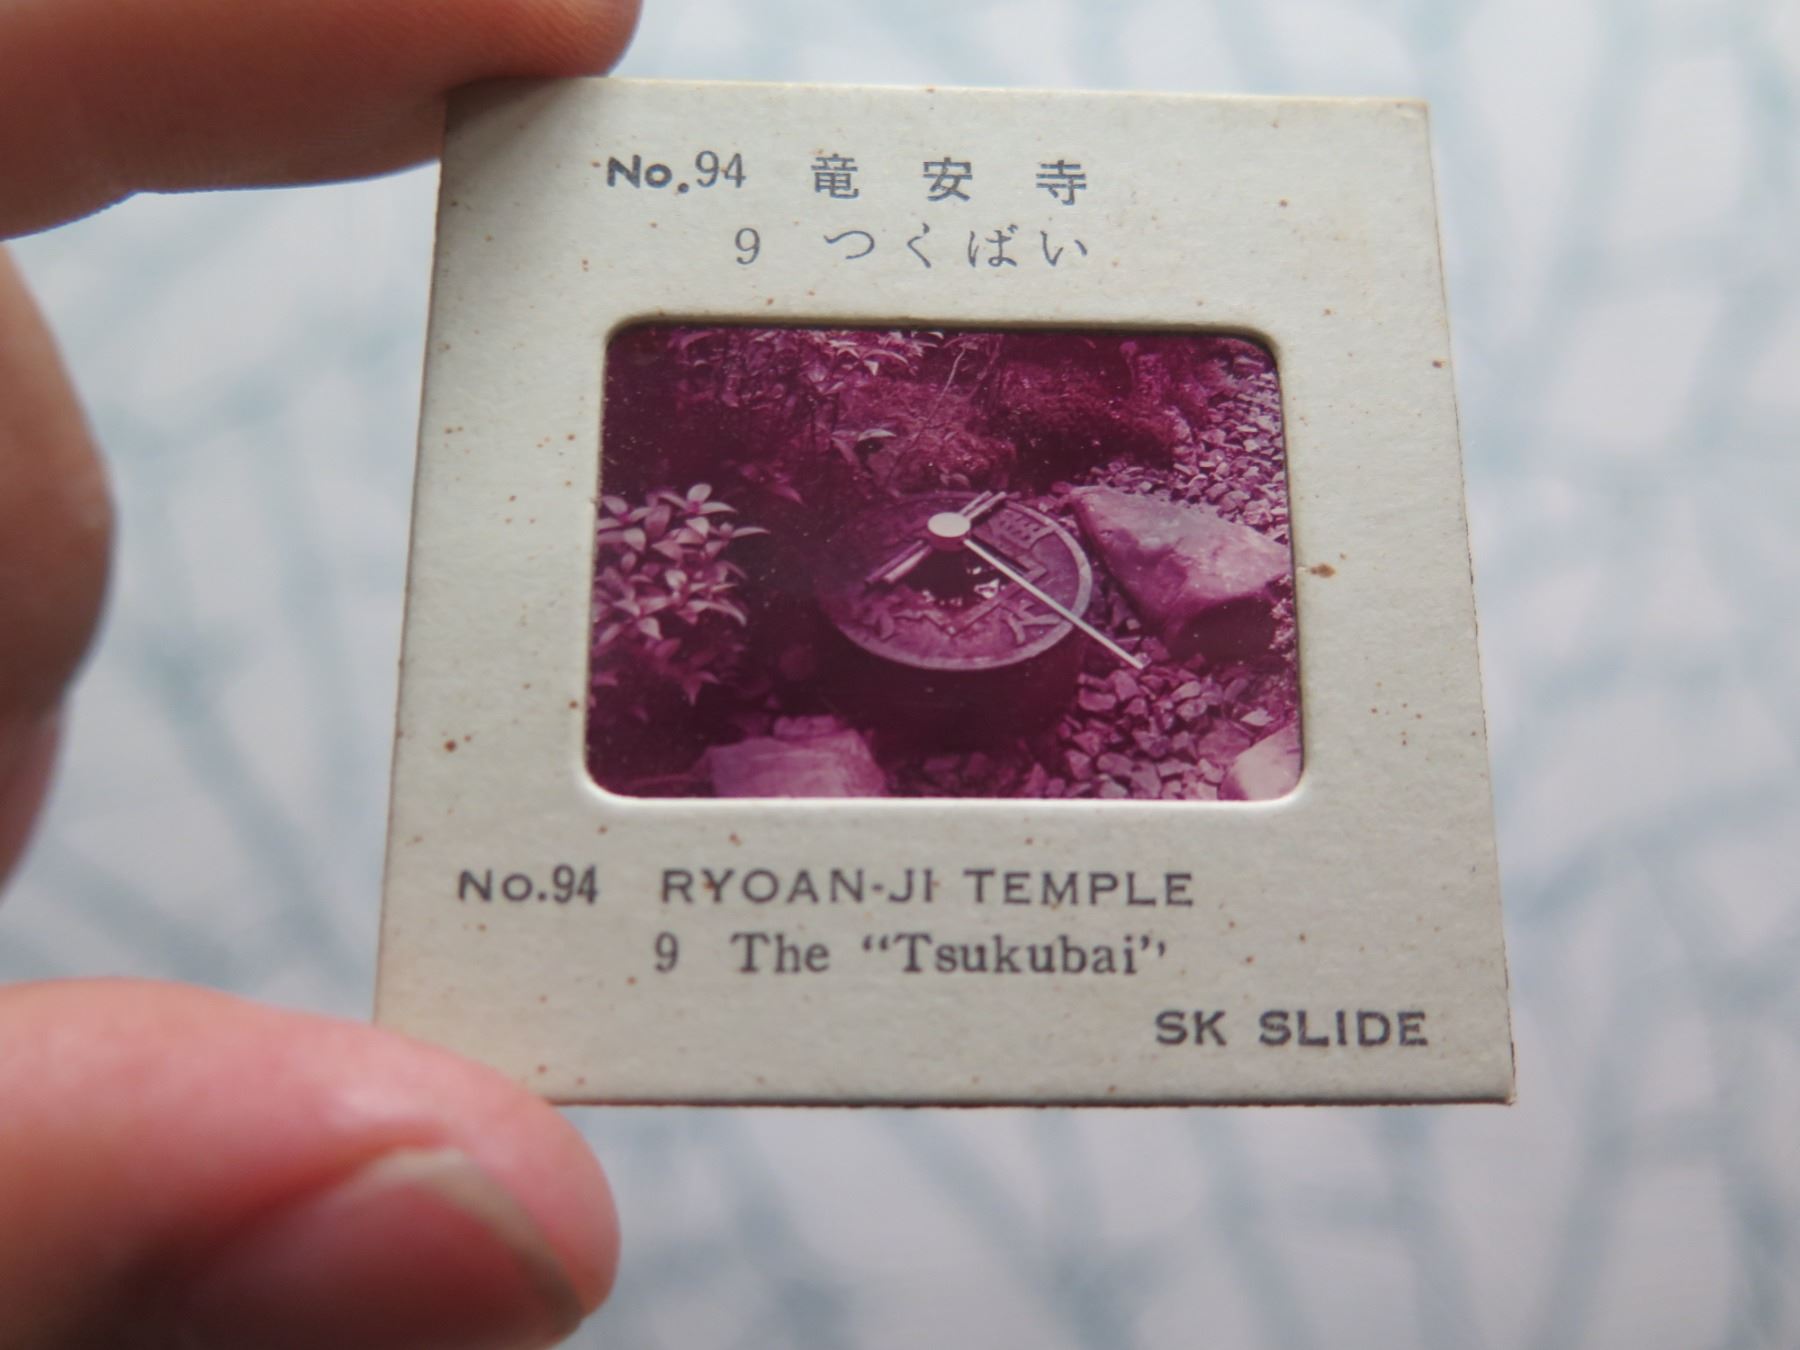 No.94 竜安寺
9 つくばい
No.94 RYOAN-JI TEMPLE
9 The “Tsukubai”
SK SLIDE